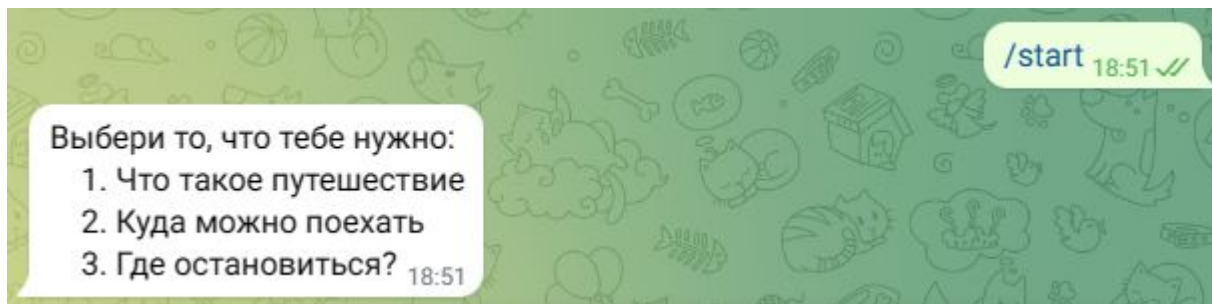 /start 18:51
Выбери то, что тебе нужно:
1. Что такое путешествие
2. Куда можно поехать
3. Где остановиться? 18:51